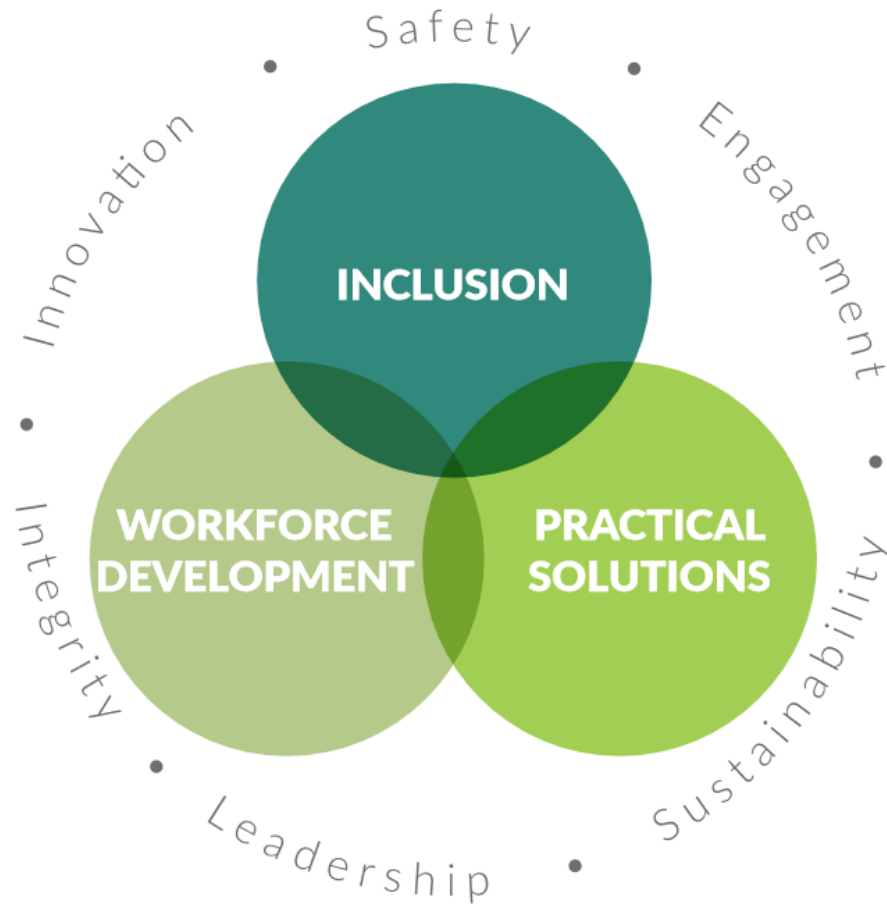 Safety
Engagement
Sustainability
Leadership
Integrity
Innovation
INCLUSION
WORKFORCE
DEVELOPMENT
PRACTICAL
SOLUTIONS